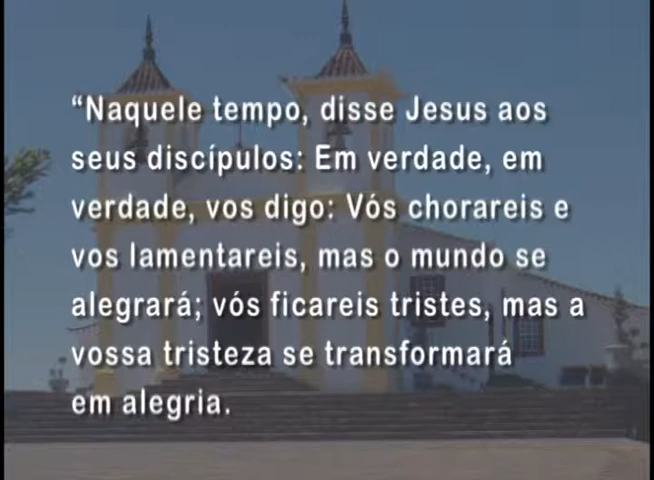 “Naquele tempo, disse Jesus aos
seus discípulos: Em verdade, em
verdade, vos digo: Vós chorareis e
vos lamentareis, mas o mundo se
alegrará; vós ficareis tristes, mas a
vossa tristeza se transformará
em alegria.